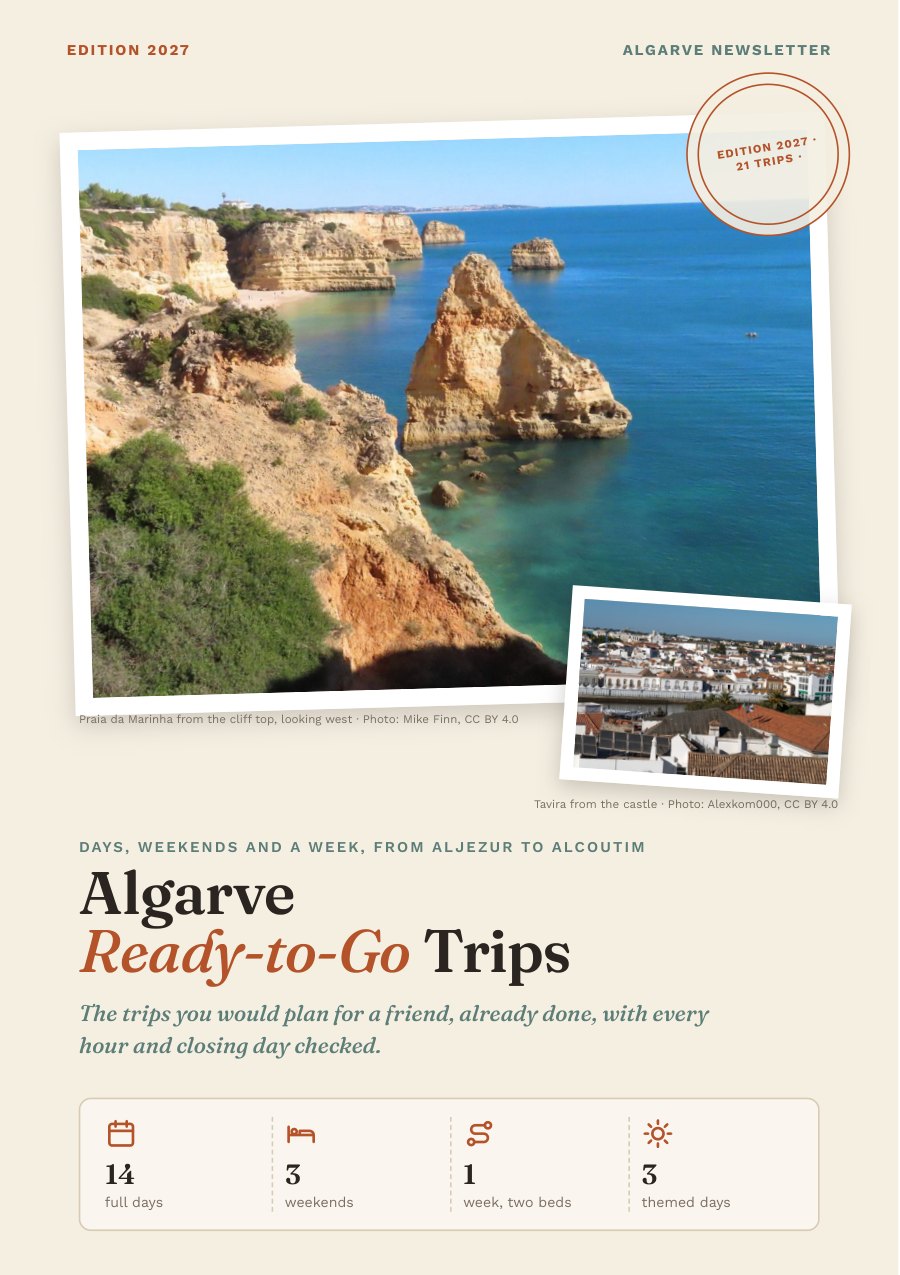 EDITION 2027
ALGARVE NEWSLETTER
EDITION 2027 ·
21 TRIPS ·
Praia da Marinha from the cliff top, looking west · Photo: Mike Finn, CC BY 4.0
Tavira from the castle · Photo: Alexkom000, CC BY 4.0
DAYS, WEEKENDS AND A WEEK, FROM ALJEZUR TO ALCOUTIM
Algarve
Ready-to-Go Trips
The trips you would plan for a friend, already done, with every
hour and closing day checked.
14
full days
3
weekends
1
week, two beds
3
themed days